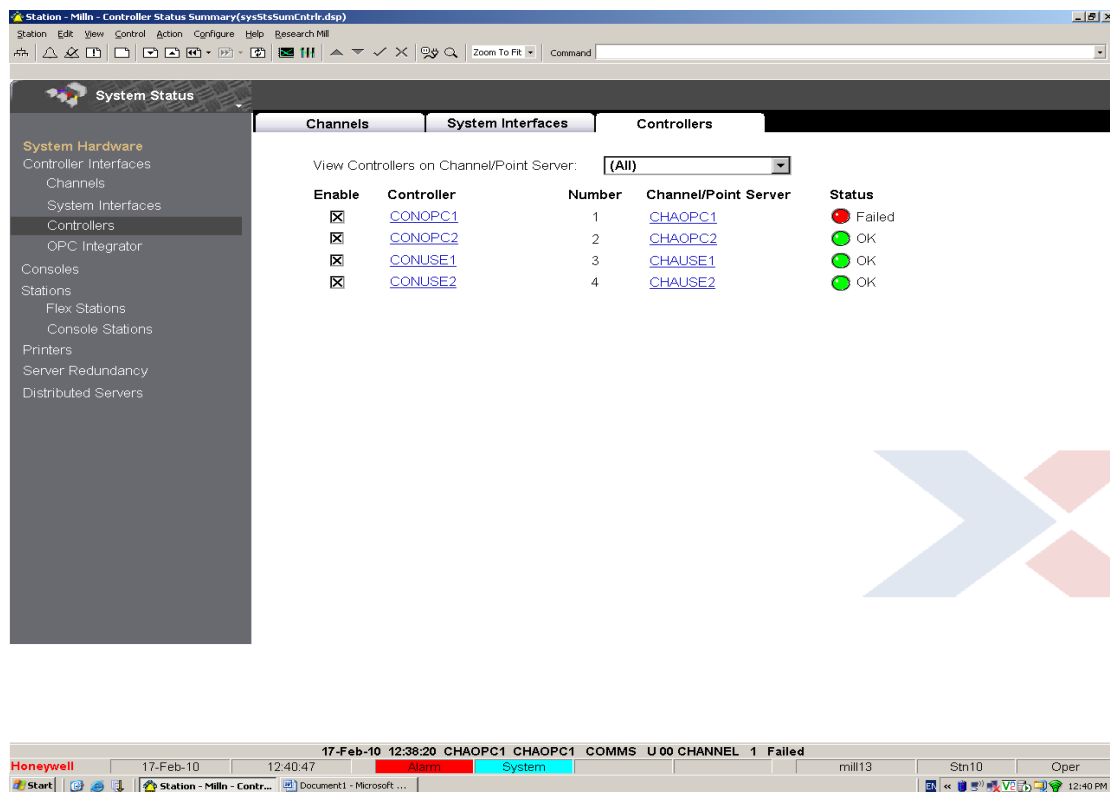 Station - Milln - Controller Status Summary(sysStsSumCntrlr.dsp)
Station Edit View Control Action Configure Help Research Mill
Zoom To Fit Command
System Status
Channels System Interfaces Controllers
System Hardware
Controller Interfaces
Channels
System Interfaces
Controllers
OPC Integrator
Consoles
Stations
Flex Stations
Console Stations
Printers
Server Redundancy
Distributed Servers
View Controllers on Channel/Point Server: (All)
Enable Controller Number Channel/Point Server Status
CONOPC1 1 CHAOPC1 Failed
CONOPC2 2 CHAOPC2 OK
CONUSE1 3 CHAUSE1 OK
CONUSE2 4 CHAUSE2 OK
17-Feb-10 12:38:20 CHAOPC1 CHAOPC1 COMMS U 00 CHANNEL 1 Failed
Honeywell 17-Feb-10 12:40:47 Alarm System mill13 Stn10 Oper
Start Station - Milln - Contr... Document1 - Microsoft ... EN « 12:40 PM